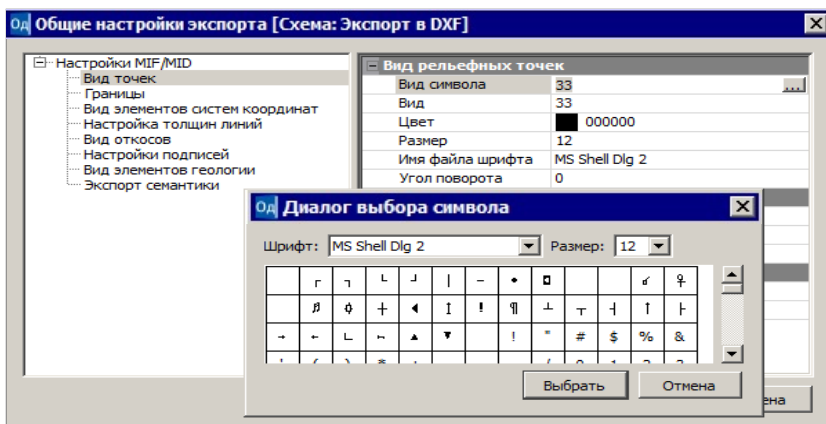 Од Общие настройки экспорта [Схема: Экспорт в DXF]
Настройки MIF/MID
Вид точек
Границы
Вид элементов систем координат
Настройка толщин линий
Вид откосов
Настройки подписей
Вид элементов геологии
Экспорт семантики
Вид рельефных точек
Вид символа 33 ...
Вид 33
Цвет 000000
Размер 12
Имя файла шрифта MS Shell Dlg 2
Угол поворота 0
Од Диалог выбора символа
Шрифт: MS Shell Dlg 2 Размер: 12
! " # $ % &
Выбрать Отмена